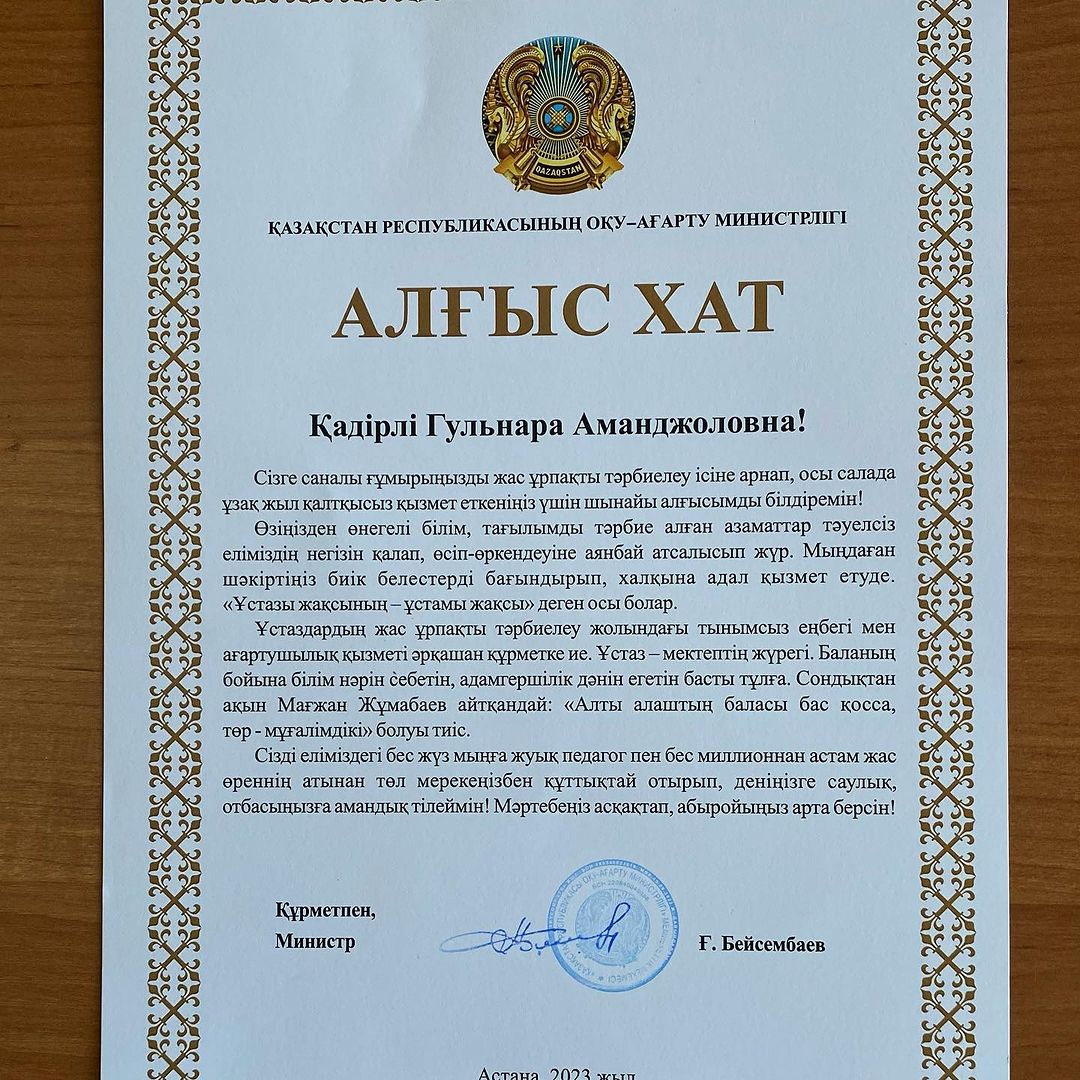 QAZAQSTAN
ҚАЗАҚСТАН РЕСПУБЛИКАСЫНЫҢ ОҚУ–АҒАРТУ МИНИСТРЛІГІ
АЛҒЫС ХАТ
Қадірлі Гульнара Аманджоловна!
Сізге саналы ғұмырыңызды жас ұрпақты тәрбиелеу ісіне арнап, осы салада
ұзақ жыл қалтқысыз қызмет еткеніңіз үшін шынайы алғысымды білдіремін!
Өзіңізден өнегелі білім, тағылымды тәрбие алған азаматтар тәуелсіз
еліміздің негізін қалап, өсіп-өркендеуіне аянбай атсалысып жүр. Мыңдаған
шәкіртіңіз биік белестерді бағындырып, халқына адал қызмет етуде.
«Ұстазы жақсының – ұстамы жақсы» деген осы болар.
Ұстаздардың жас ұрпақты тәрбиелеу жолындағы тынымсыз еңбегі мен
ағартушылық қызметі әрқашан құрметке ие. Ұстаз – мектептің жүрегі. Баланың
бойына білім нәрін себетін, адамгершілік дәнін егетін басты тұлға. Сондықтан
ақын Мағжан Жұмабаев айтқандай: «Алты алаштың баласы бас қосса,
төр - мұғалімдікі» болуы тиіс.
Сізді еліміздегі бес жүз мыңға жуық педагог пен бес миллионнан астам жас
өреннің атынан төл мерекеңізбен құттықтай отырып, деніңізге саулық,
отбасыңызға амандық тілеймін! Мәртебеңіз асқақтап, абыройыңыз арта берсін!
Құрметпен,
Министр
Ғ. Бейсембаев
Астана, 2023 жыл